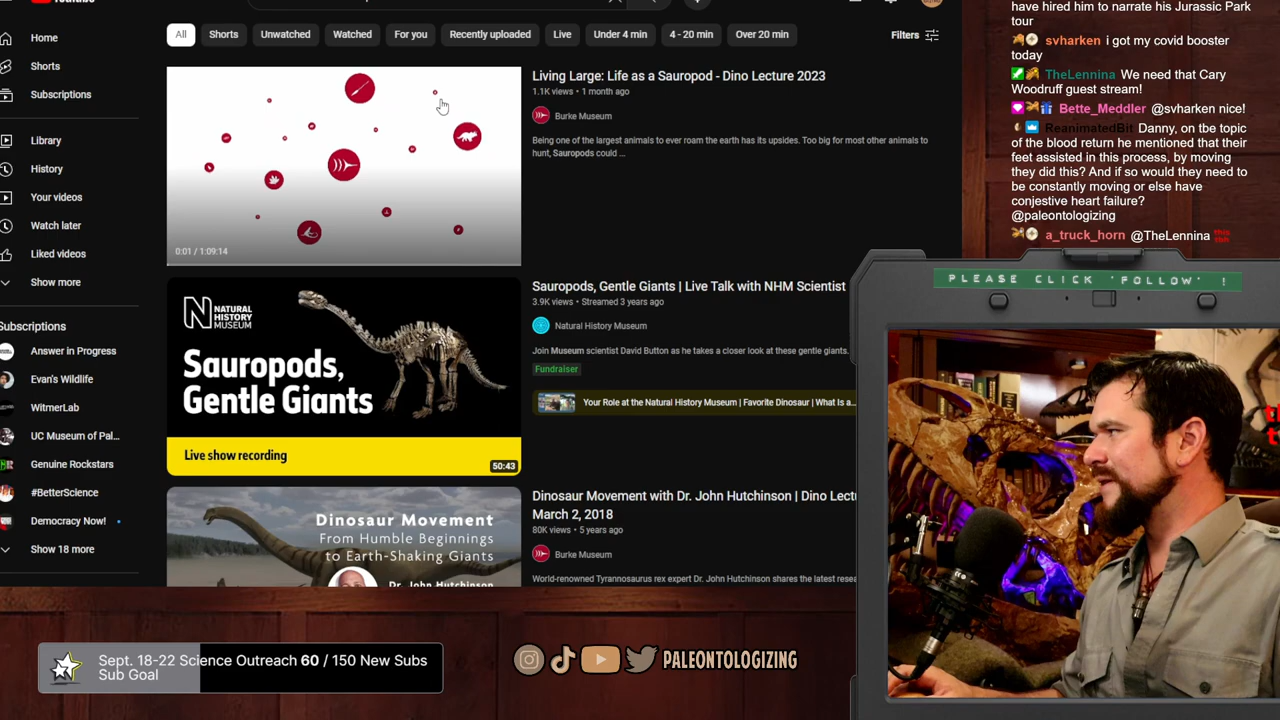 All
Shorts
Unwatched
Watched
For you
Recently uploaded
Live
Under 4 min
4 - 20 min
Over 20 min
Filters
Home
Shorts
Subscriptions
Library
History
Your videos
Watch later
Liked videos
Show more
Subscriptions
Answer in Progress
Evan's Wildlife
WitmerLab
UC Museum of Pal...
Genuine Rockstars
#BetterScience
Democracy Now!
Show 18 more
0:01 / 1:09:14
Living Large: Life as a Sauropod - Dino Lecture 2023
1.1K views • 1 month ago
Burke Museum
Being one of the largest animals to ever roam the earth has its upsides. Too big for most other animals to
hunt, Sauropods could ...
NATURAL
HISTORY
MUSEUM
Sauropods,
Gentle Giants
Live show recording
50:43
Sauropods, Gentle Giants | Live Talk with NHM Scientist
3.9K views • Streamed 3 years ago
Natural History Museum
Join Museum scientist David Button as he takes a closer look at these gentle giants.
Fundraiser
Your Role at the Natural History Museum | Favorite Dinosaur | What Is a...
Dinosaur Movement
From Humble Beginnings
to Earth-Shaking Giants
Dr. John Hutchinson
Dinosaur Movement with Dr. John Hutchinson | Dino Lectu
March 2, 2018
80K views • 5 years ago
Burke Museum
World-renowned Tyrannosaurus rex expert Dr. John Hutchinson shares the latest resea
have hired him to narrate his Jurassic Park
tour
svharken i got my covid booster
today
TheLennina We need that Cary
Woodruff guest stream!
Bette_Meddler @svharken nice!
ReanimatedBit Danny, on tbe topic
of the blood return he mentioned that their
feet assisted in this process, by moving
they did this? And if so would they need to
be constantly moving or else have
conjestive heart failure?
@paleontologizing
a_truck_horn @TheLennina this tbit
PLEASE CLICK 'FOLLOW' !
Sept. 18-22 Science Outreach 60 / 150 New Subs
Sub Goal
PALEONTOLOGIZING